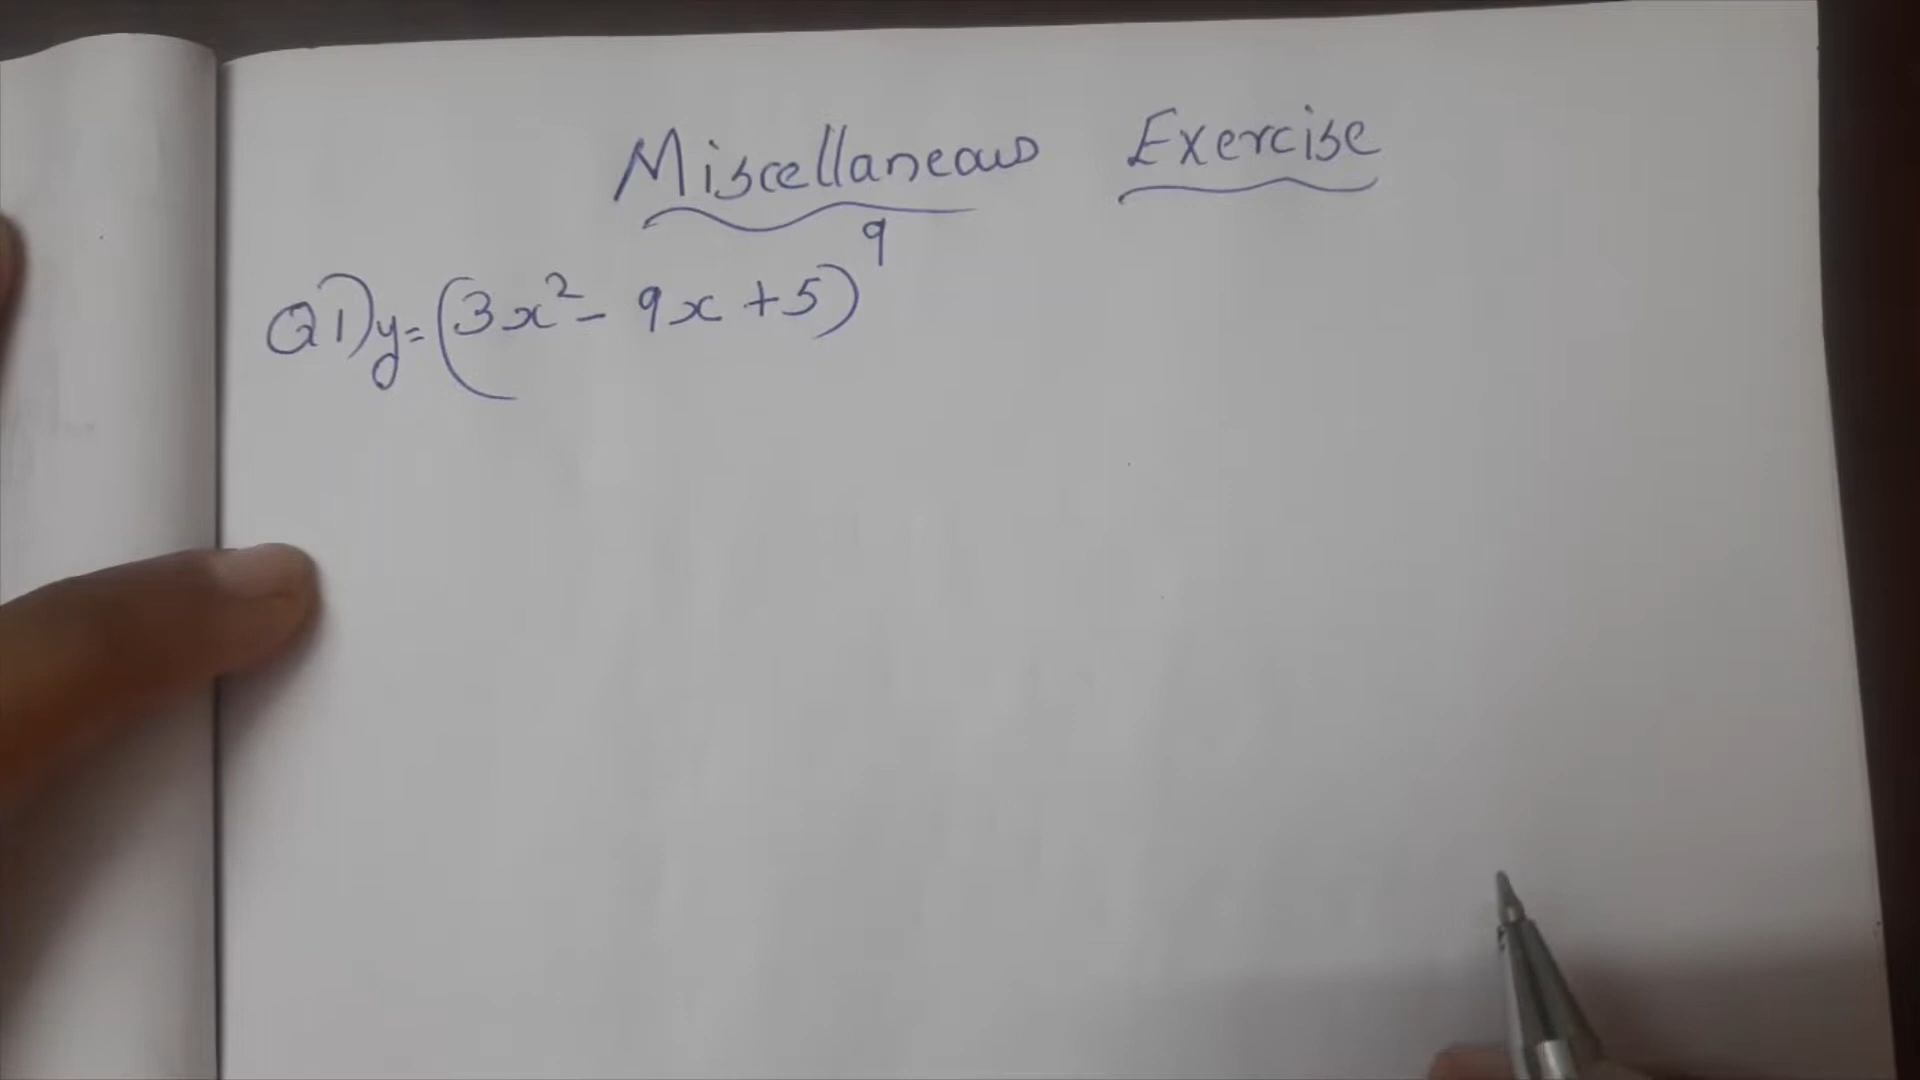 Miscellaneous Exercise
Q1) y = (3x² - 9x + 5)⁹